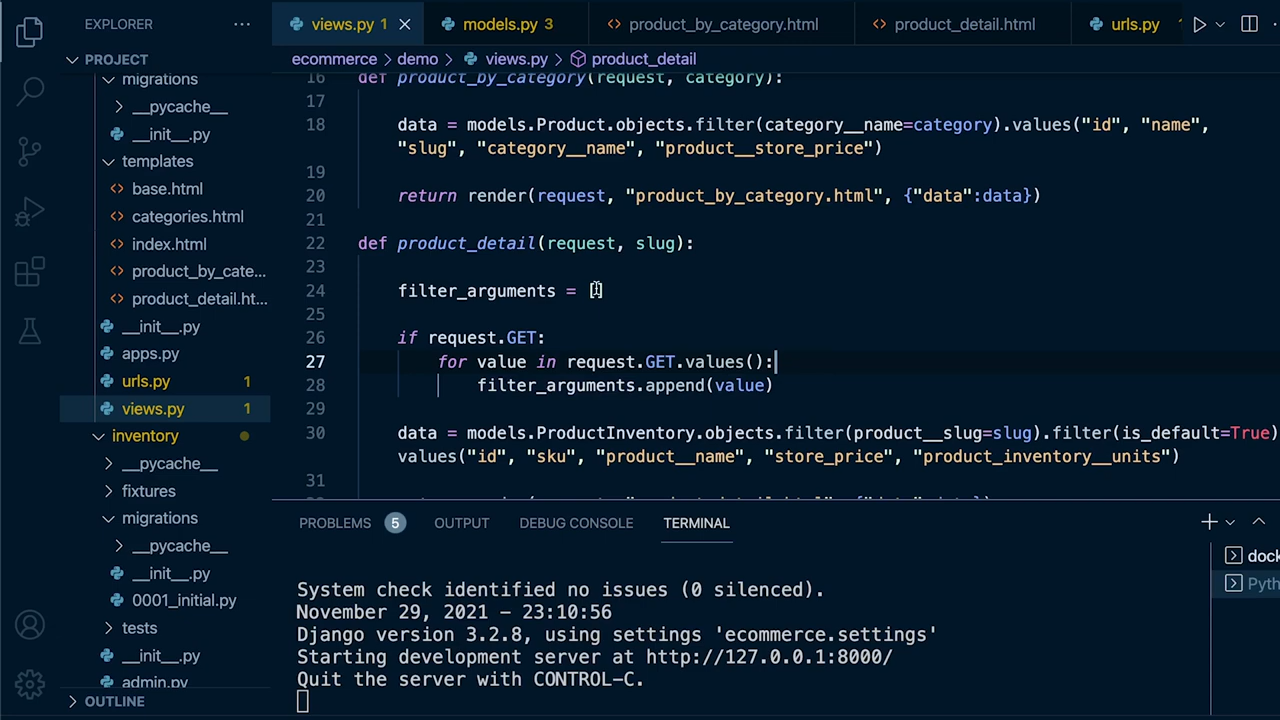 EXPLORER ···
views.py 1
models.py 3
product_by_category.html
product_detail.html
urls.py
PROJECT
ecommerce > demo > views.py > product_detail
migrations
__pycache__
__init__.py
templates
base.html
categories.html
index.html
product_by_cate...
product_detail.ht...
__init__.py
apps.py
urls.py 1
views.py 1
inventory
__pycache__
fixtures
migrations
__pycache__
__init__.py
0001_initial.py
tests
__init__.py
admin.py
OUTLINE
16 def product_by_category(request, category):
17
18 data = models.Product.objects.filter(category__name=category).values("id", "name",
"slug", "category__name", "product__store_price")
19
20 return render(request, "product_by_category.html", {"data":data})
21
22 def product_detail(request, slug):
23
24 filter_arguments = []
25
26 if request.GET:
27 for value in request.GET.values():
28 filter_arguments.append(value)
29
30 data = models.ProductInventory.objects.filter(product__slug=slug).filter(is_default=True)
values("id", "sku", "product__name", "store_price", "product_inventory__units")
31
PROBLEMS 5 OUTPUT DEBUG CONSOLE TERMINAL
System check identified no issues (0 silenced).
November 29, 2021 - 23:10:56
Django version 3.2.8, using settings 'ecommerce.settings'
Starting development server at http://127.0.0.1:8000/
Quit the server with CONTROL-C.
dock
Pyth